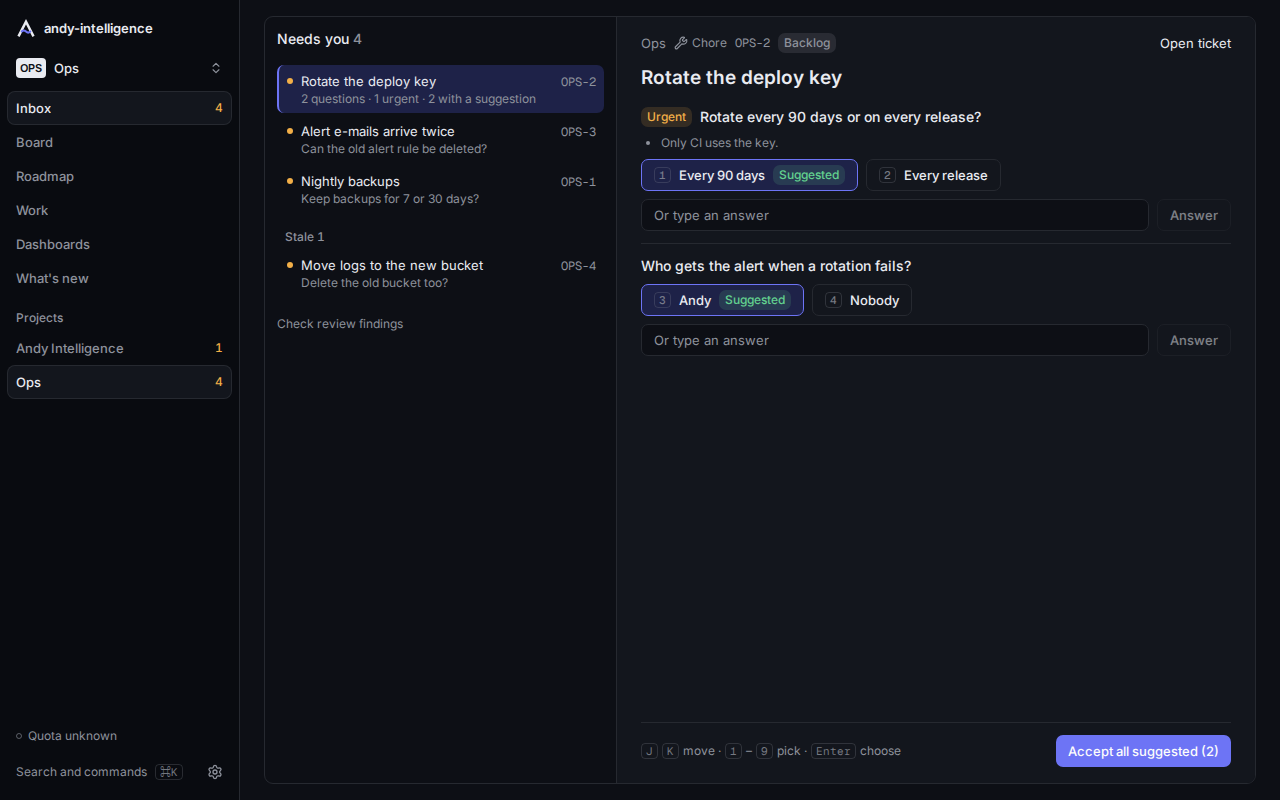 andy-intelligence
OPS Ops
Inbox 4
Board
Roadmap
Work
Dashboards
What's new
Projects
Andy Intelligence 1
Ops 4
Quota unknown
Search and commands ⌘K
Needs you 4
Rotate the deploy key OPS-2
2 questions · 1 urgent · 2 with a suggestion
Alert e-mails arrive twice OPS-3
Can the old alert rule be deleted?
Nightly backups OPS-1
Keep backups for 7 or 30 days?
Stale 1
Move logs to the new bucket OPS-4
Delete the old bucket too?
Check review findings
Ops Chore OPS-2 Backlog Open ticket
Rotate the deploy key
Urgent Rotate every 90 days or on every release?
• Only CI uses the key.
1 Every 90 days Suggested 2 Every release
Or type an answer Answer
Who gets the alert when a rotation fails?
3 Andy Suggested 4 Nobody
Or type an answer Answer
J K move · 1 – 9 pick · Enter choose Accept all suggested (2)